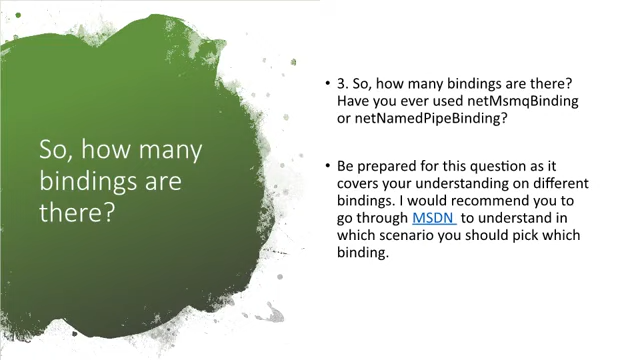 So, how many
bindings are
there?
• 3. So, how many bindings are there?
Have you ever used netMsmqBinding
or netNamedPipeBinding?
• Be prepared for this question as it
covers your understanding on different
bindings. I would recommend you to
go through MSDN to understand in
which scenario you should pick which
binding.